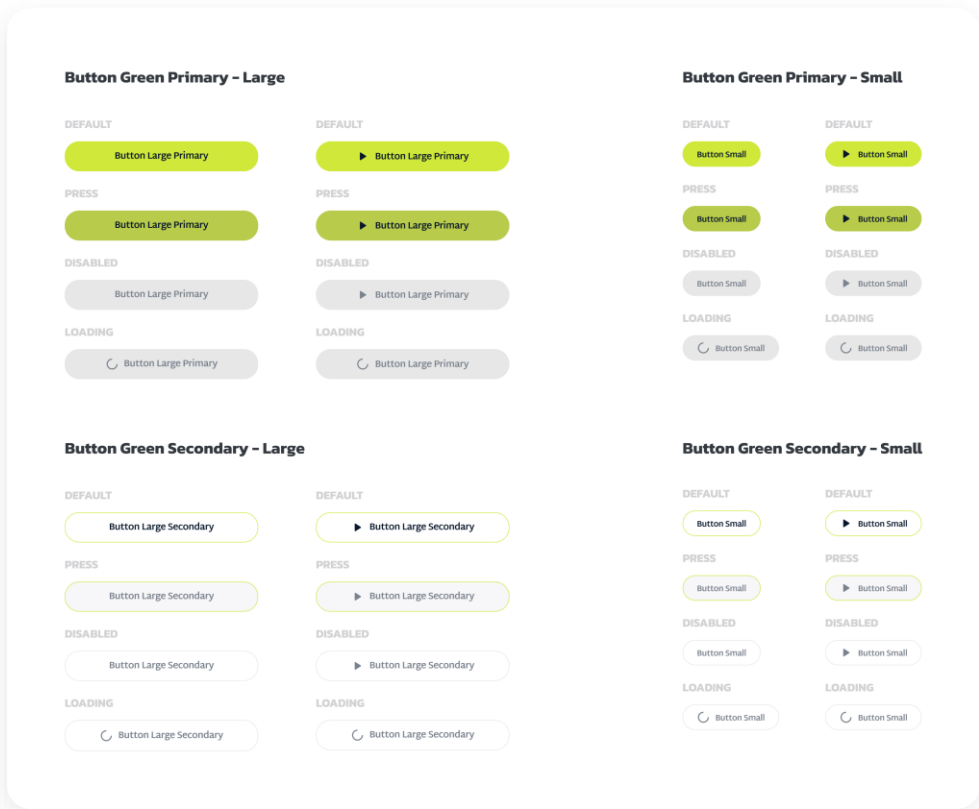 Button Green Primary - Large
DEFAULT
DEFAULT
Button Large Primary
Button Large Primary
PRESS
PRESS
Button Large Primary
Button Large Primary
DISABLED
DISABLED
Button Large Primary
Button Large Primary
LOADING
LOADING
Button Large Primary
Button Large Primary
Button Green Primary - Small
DEFAULT
DEFAULT
Button Small
Button Small
PRESS
PRESS
Button Small
Button Small
DISABLED
DISABLED
Button Small
Button Small
LOADING
LOADING
Button Small
Button Small
Button Green Secondary - Large
DEFAULT
DEFAULT
Button Large Secondary
Button Large Secondary
PRESS
PRESS
Button Large Secondary
Button Large Secondary
DISABLED
DISABLED
Button Large Secondary
Button Large Secondary
LOADING
LOADING
Button Large Secondary
Button Large Secondary
Button Green Secondary - Small
DEFAULT
DEFAULT
Button Small
Button Small
PRESS
PRESS
Button Small
Button Small
DISABLED
DISABLED
Button Small
Button Small
LOADING
LOADING
Button Small
Button Small